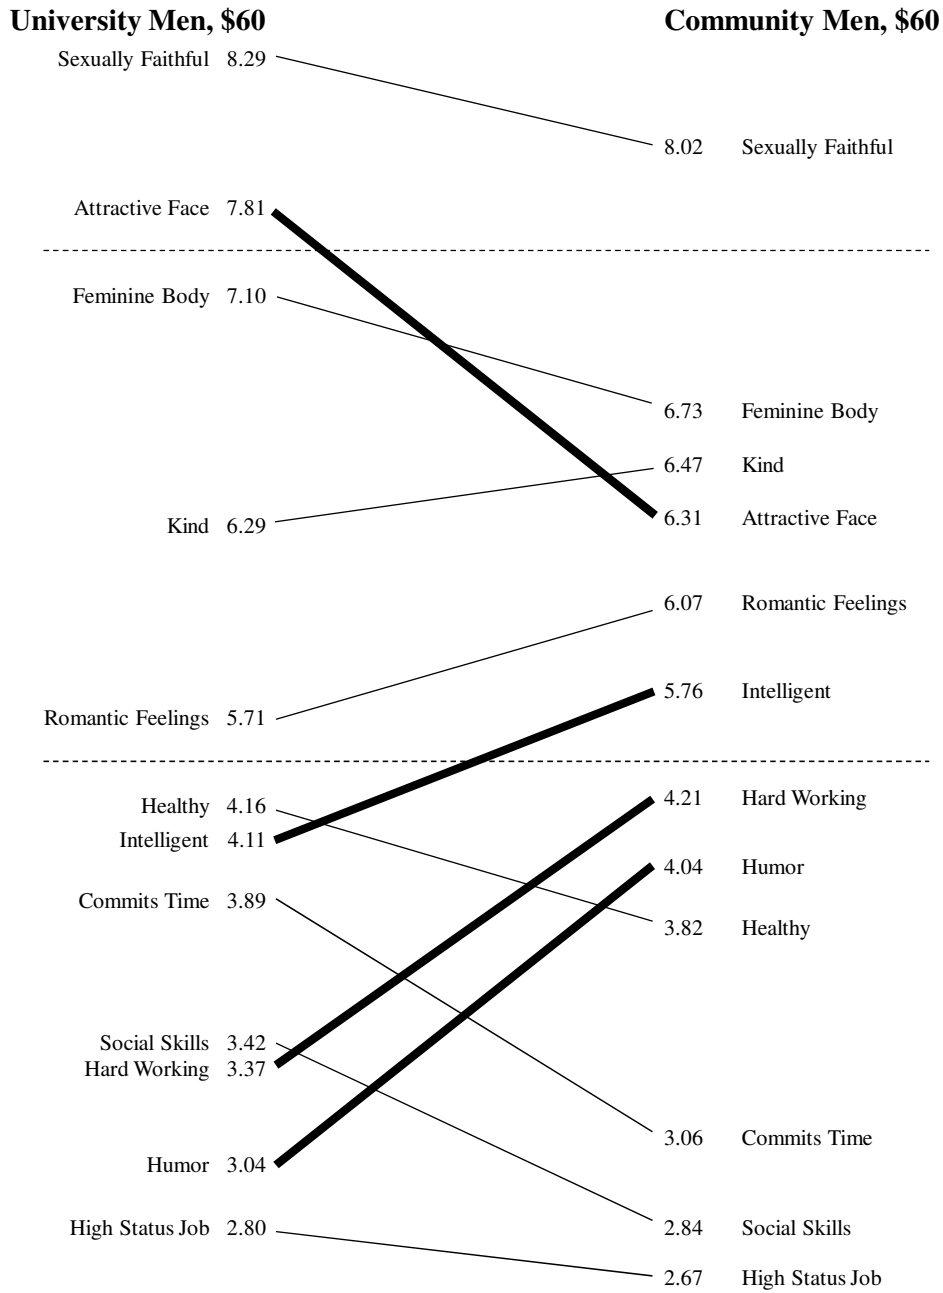 University Men, $60
Community Men, $60
Sexually Faithful 8.29
8.02 Sexually Faithful
Attractive Face 7.81
Feminine Body 7.10
6.73 Feminine Body
6.47 Kind
6.31 Attractive Face
Kind 6.29
6.07 Romantic Feelings
5.76 Intelligent
Romantic Feelings 5.71
4.21 Hard Working
Healthy 4.16
Intelligent 4.11
4.04 Humor
Commits Time 3.89
3.82 Healthy
Social Skills 3.42
Hard Working 3.37
3.06 Commits Time
Humor 3.04
High Status Job 2.80
2.84 Social Skills
2.67 High Status Job